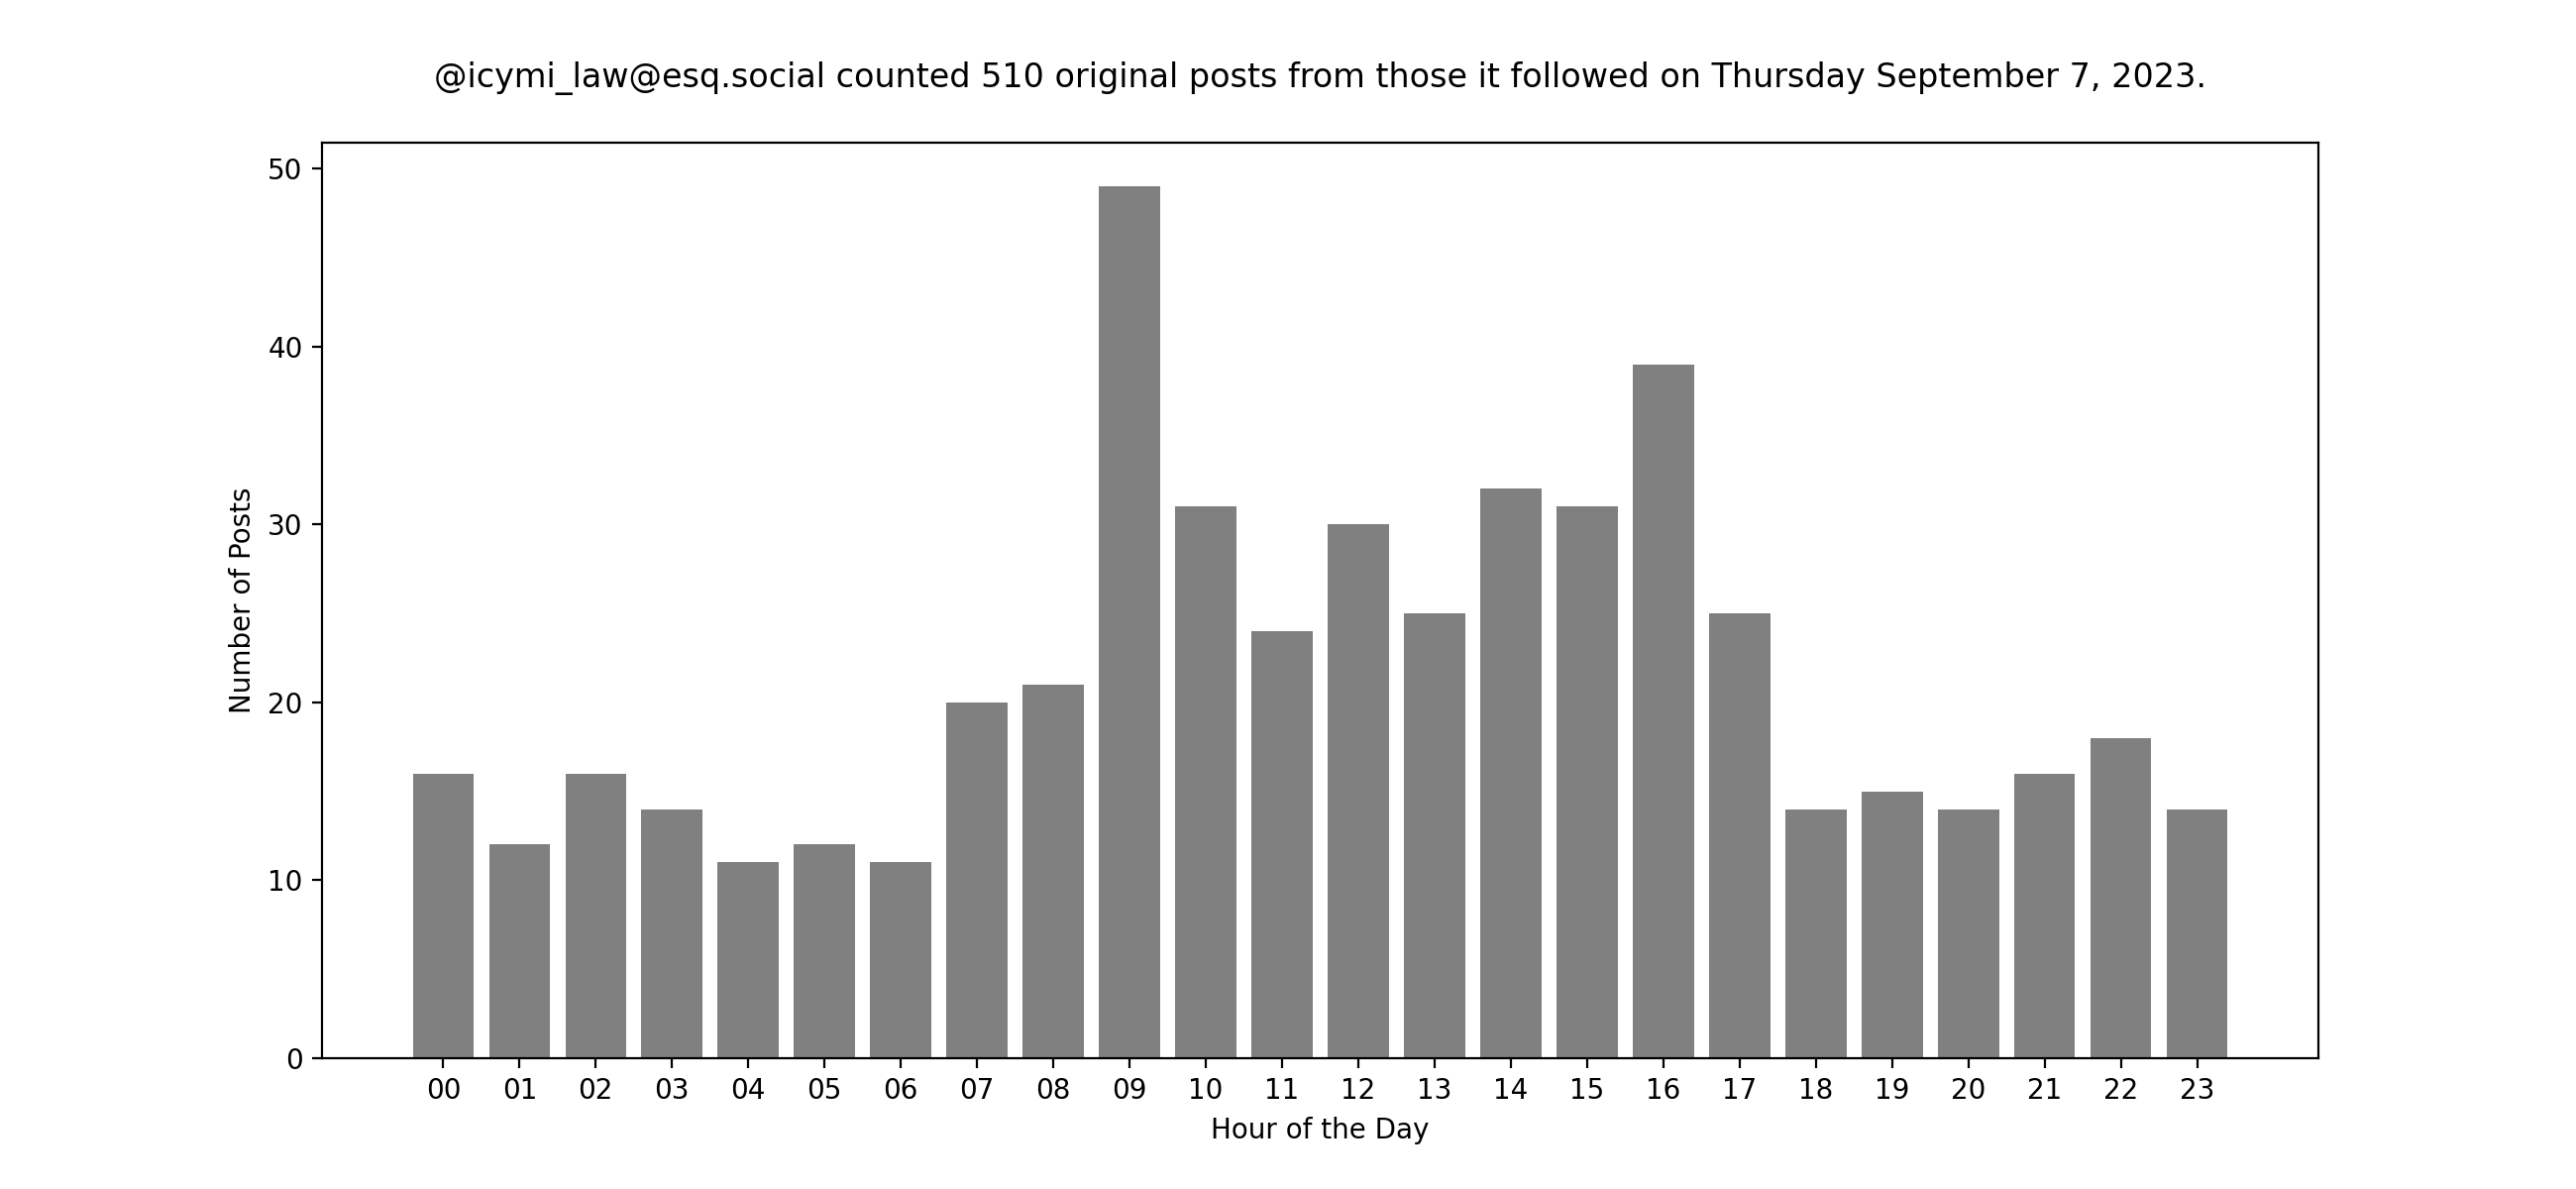 @icymi_law@esq.social counted 510 original posts from those it followed on Thursday September 7, 2023.
50
40
30
20
10
0
Number of Posts
00 01 02 03 04 05 06 07 08 09 10 11 12 13 14 15 16 17 18 19 20 21 22 23
Hour of the Day